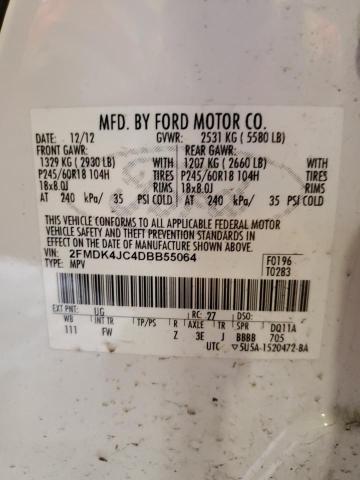 MFD. BY FORD MOTOR CO.
DATE: 12/12 GVWR: 2531 KG ( 5580 LB)
FRONT GAWR: REAR GAWR:
1329 KG ( 2930 LB) 1207 KG ( 2660 LB)
P245/60R18 104H TIRES P245/60R18 104H TIRES
18x8.0J RIMS 18x8.0J RIMS
AT 240 kPa/ 35 PSI COLD AT 240 kPa/ 35 PSI COLD
THIS VEHICLE CONFORMS TO ALL APPLICABLE FEDERAL MOTOR
VEHICLE SAFETY AND THEFT PREVENTION STANDARDS IN
EFFECT ON THE DATE OF MANUFACTURE SHOWN ABOVE.
VIN: 2FMDK4JC4DBB55064 F0196
TYPE: MPV T0283
EXT PNT: UG RC: 27 DSO:
WB INT TR TP/PS R AXLE TR SPR DQ11A
111 FW Z 3E J BBBB 705
UTC 5U5A-1520472-BA